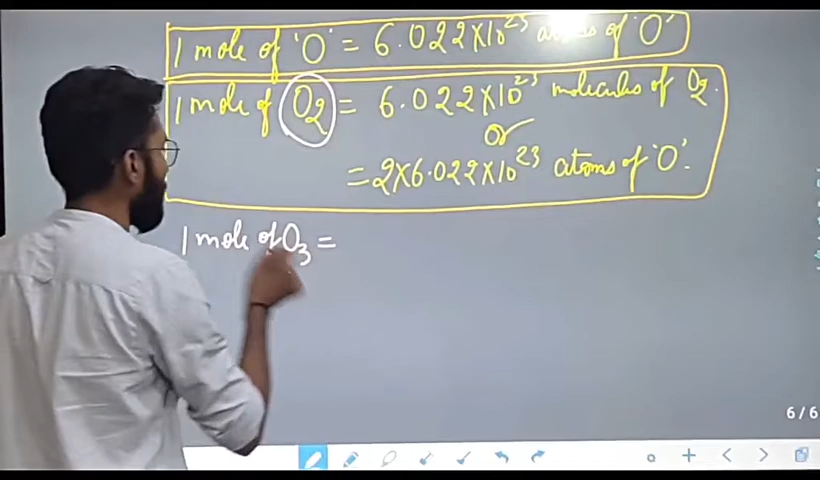 1 mole of 'O' = 6.022×10²³ atoms of 'O'
1 mole of O₂ = 6.022×10²³ molecules of O₂.
or
= 2×6.022×10²³ atoms of 'O'.
1 mole of O₃ =
6/6